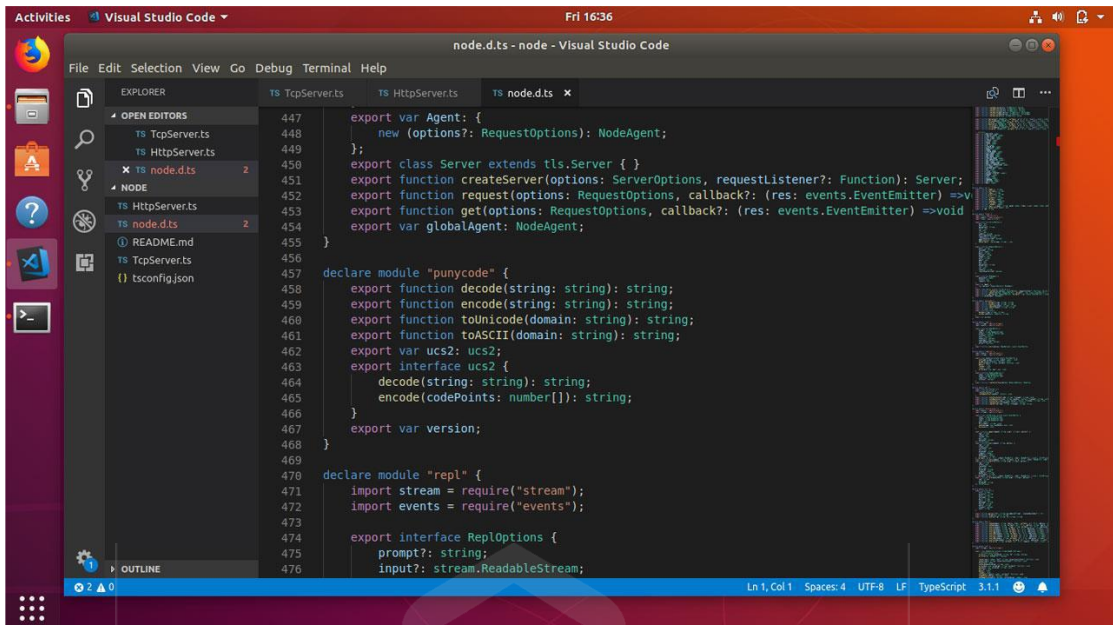 Activities Visual Studio Code Fri 16:36
node.d.ts - node - Visual Studio Code
File Edit Selection View Go Debug Terminal Help
EXPLORER
OPEN EDITORS
TS TcpServer.ts
TS HttpServer.ts
TS node.d.ts 2
NODE
TS HttpServer.ts
TS node.d.ts 2
README.md
TS TcpServer.ts
{} tsconfig.json
OUTLINE
TS TcpServer.ts TS HttpServer.ts TS node.d.ts
447 export var Agent: {
448 new (options?: RequestOptions): NodeAgent;
449 };
450 export class Server extends tls.Server { }
451 export function createServer(options: ServerOptions, requestListener?: Function): Server;
452 export function request(options: RequestOptions, callback?: (res: events.EventEmitter) =>v
453 export function get(options: RequestOptions, callback?: (res: events.EventEmitter) =>void
454 export var globalAgent: NodeAgent;
455 }
456
457 declare module "punycode" {
458 export function decode(string: string): string;
459 export function encode(string: string): string;
460 export function toUnicode(domain: string): string;
461 export function toASCII(domain: string): string;
462 export var ucs2: ucs2;
463 export interface ucs2 {
464 decode(string: string): string;
465 encode(codePoints: number[]): string;
466 }
467 export var version;
468 }
469
470 declare module "repl" {
471 import stream = require("stream");
472 import events = require("events");
473
474 export interface ReplOptions {
475 prompt?: string;
476 input?: stream.ReadableStream;
1
2 0 Ln 1, Col 1 Spaces: 4 UTF-8 LF TypeScript 3.1.1